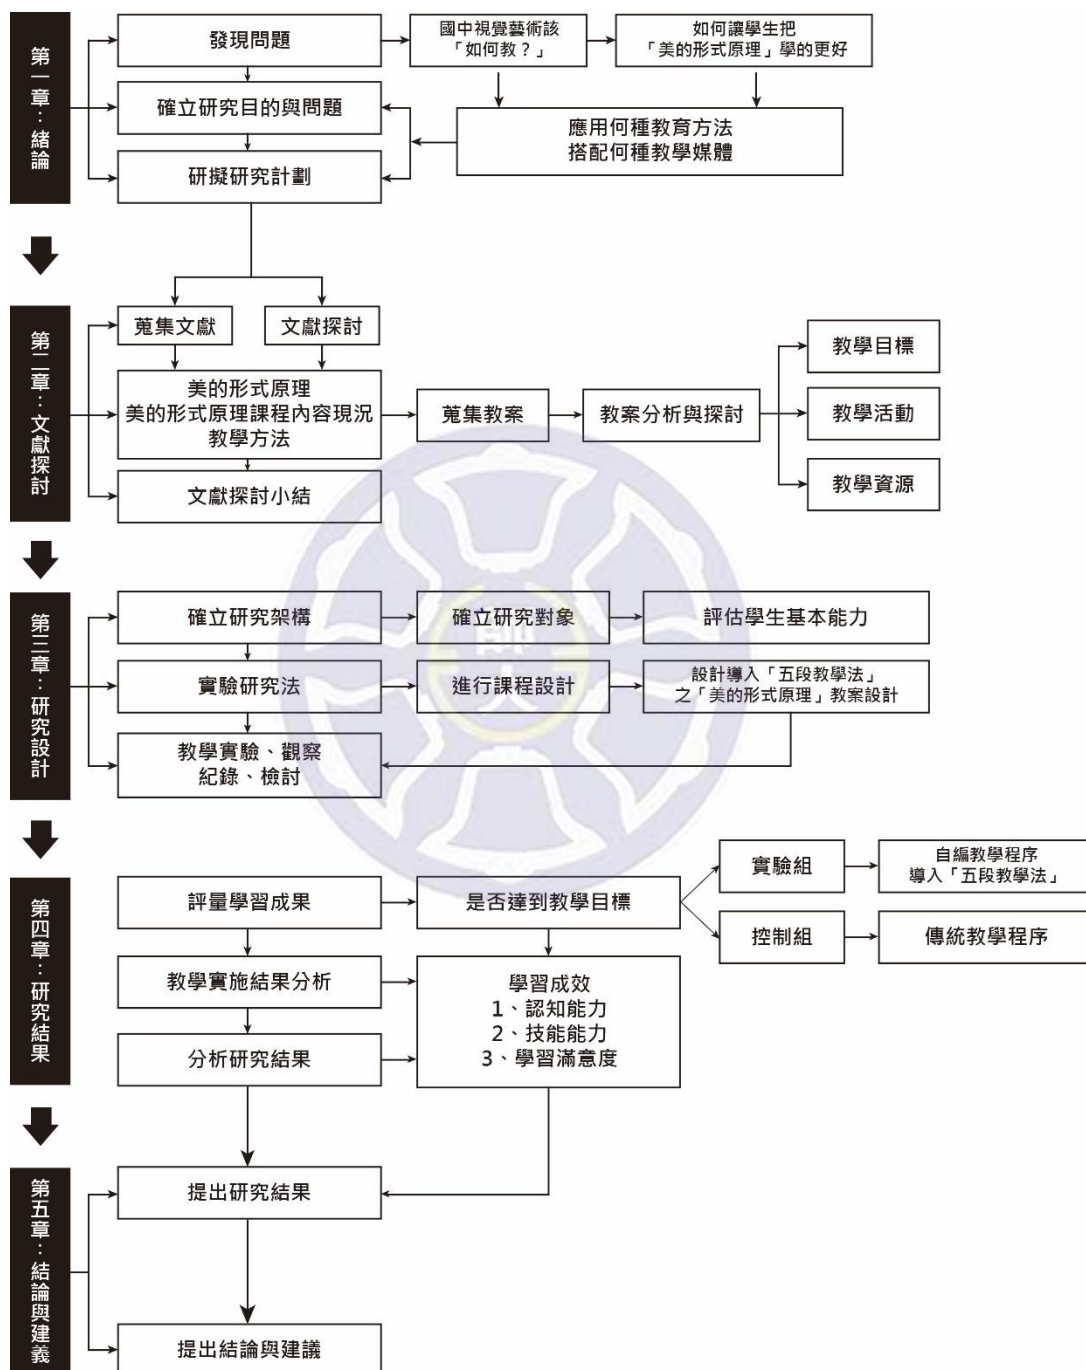 第一章：緒論
發現問題
國中視覺藝術該
「如何教？」
如何讓學生把
「美的形式原理」學的更好
確立研究目的與問題
應用何種教育方法
搭配何種教學媒體
研擬研究計劃
第二章：文獻探討
蒐集文獻
文獻探討
美的形式原理
美的形式原理課程內容現況
教學方法
蒐集教案
教案分析與探討
教學目標
教學活動
教學資源
文獻探討小結
第三章：研究設計
確立研究架構
確立研究對象
評估學生基本能力
實驗研究法
進行課程設計
設計導入「五段教學法」
之「美的形式原理」教案設計
教學實驗、觀察
紀錄、檢討
師大
第四章：研究結果
評量學習成果
是否達到教學目標
實驗組
自編教學程序
導入「五段教學法」
控制組
傳統教學程序
教學實施結果分析
學習成效
1、認知能力
2、技能能力
3、學習滿意度
分析研究結果
第五章：結論與建義
提出研究結果
提出結論與建議